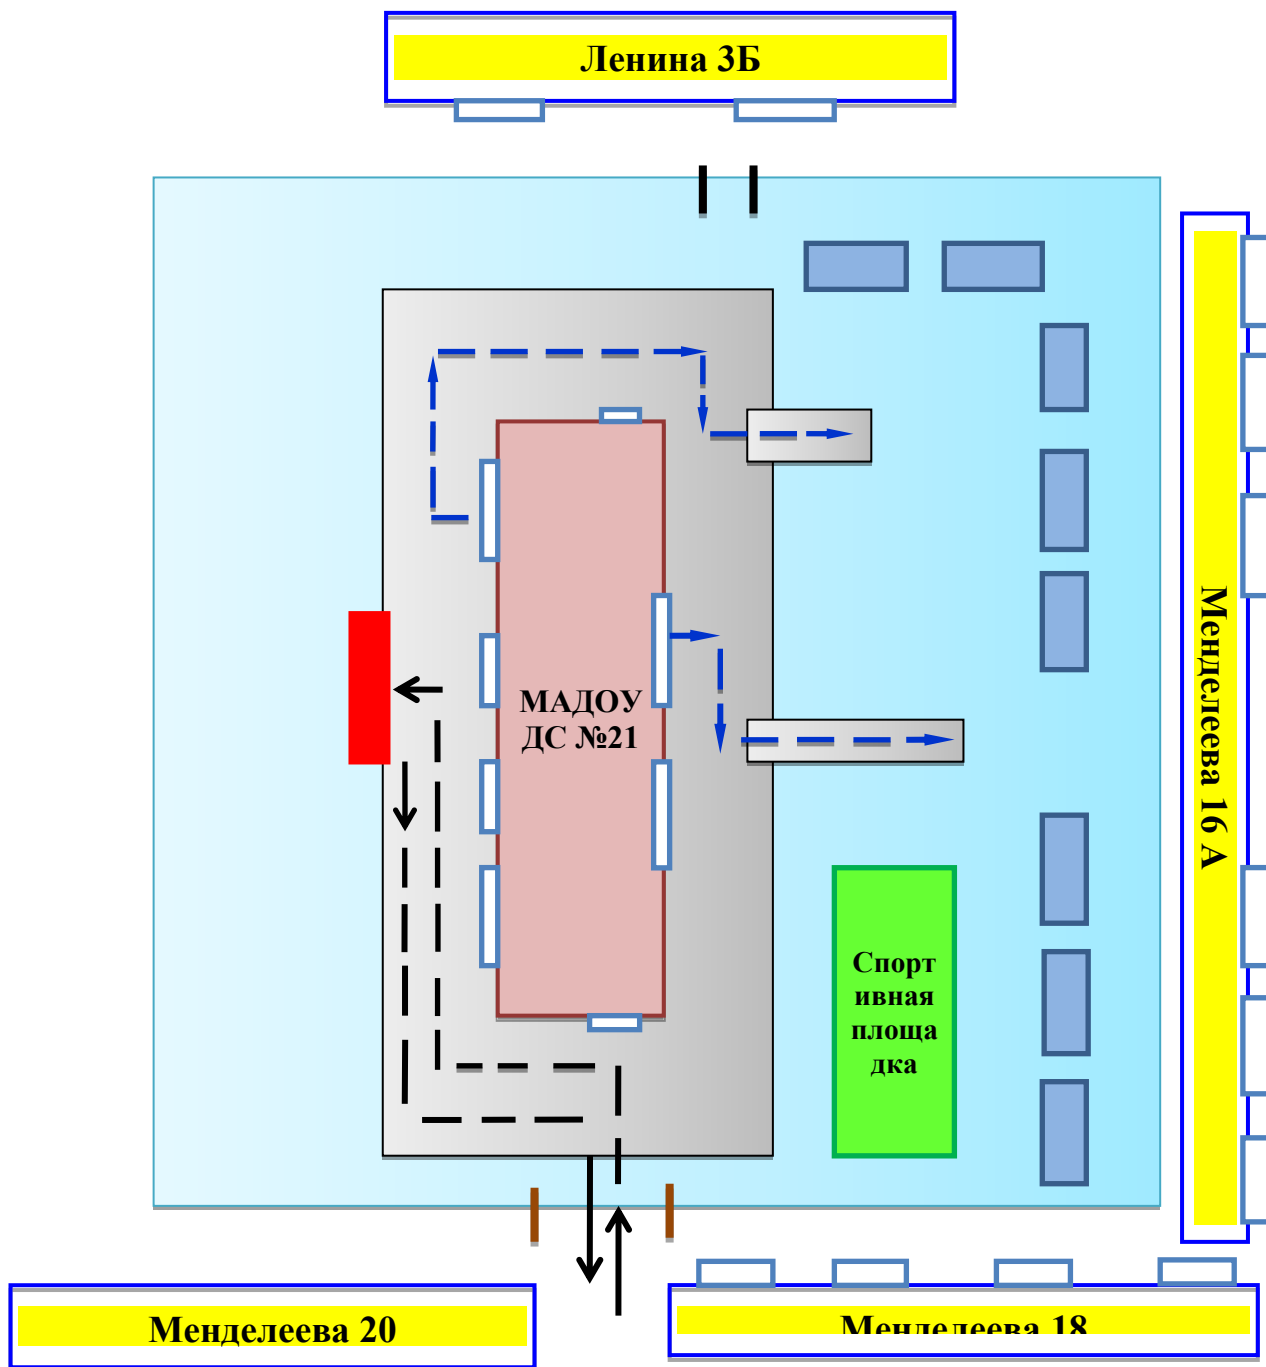 Ленина 3Б
Менделеева 16 А
МАДОУ
ДС №21
Спорт
ивная
площа
дка
Менделеева 20
Менделеева 18